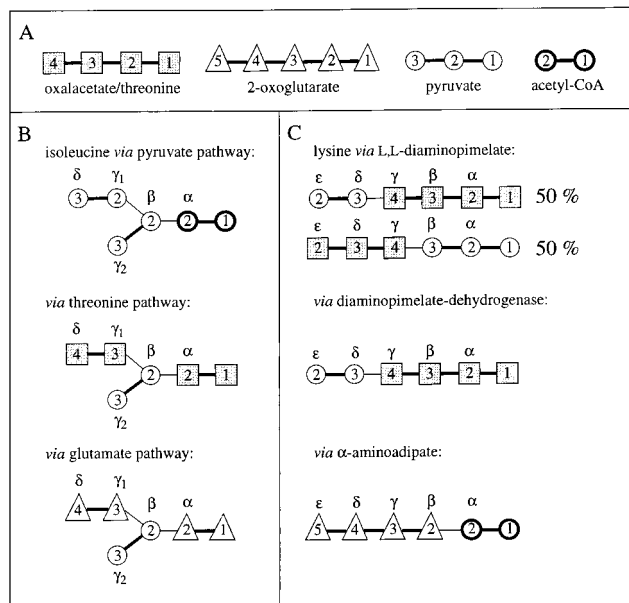 A
4 3 2 1
oxalacetate/threonine
5 4 3 2 1
2-oxoglutarate
3 2 1
pyruvate
2 1
acetyl-CoA
B
isoleucine via pyruvate pathway:
δ γ1 β α
3 2 2 2 1
3
γ2
via threonine pathway:
δ γ1 β α
4 3 2 2 1
3
γ2
via glutamate pathway:
δ γ1 β α
4 3 2 2 1
3
γ2
C
lysine via L,L-diaminopimelate:
ε δ γ β α
2 3 4 3 2 1 50 %
ε δ γ β α
2 3 4 3 2 1 50 %
via diaminopimelate-dehydrogenase:
ε δ γ β α
2 3 4 3 2 1
via α-aminoadipate:
ε δ γ β α
5 4 3 2 2 1